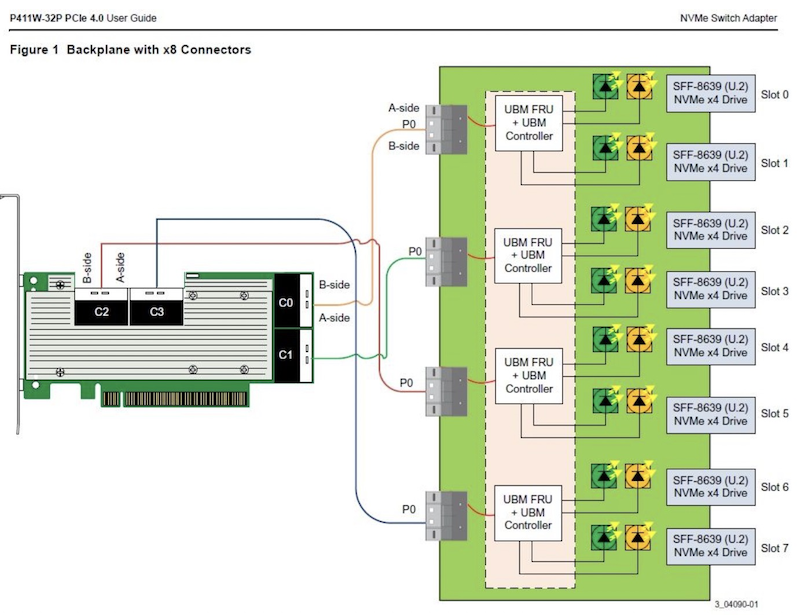 P411W-32P PCIe 4.0 User Guide
NVMe Switch Adapter
Figure 1 Backplane with x8 Connectors
A-side
P0
B-side
UBM FRU
+ UBM
Controller
SFF-8639 (U.2)
NVMe x4 Drive
Slot 0
SFF-8639 (U.2)
NVMe x4 Drive
Slot 1
P0
UBM FRU
+ UBM
Controller
SFF-8639 (U.2)
NVMe x4 Drive
Slot 2
SFF-8639 (U.2)
NVMe x4 Drive
Slot 3
B-side
A-side
C2
C3
C0
B-side
A-side
C1
P0
UBM FRU
+ UBM
Controller
SFF-8639 (U.2)
NVMe x4 Drive
Slot 4
SFF-8639 (U.2)
NVMe x4 Drive
Slot 5
P0
UBM FRU
+ UBM
Controller
SFF-8639 (U.2)
NVMe x4 Drive
Slot 6
SFF-8639 (U.2)
NVMe x4 Drive
Slot 7
3_04090-01